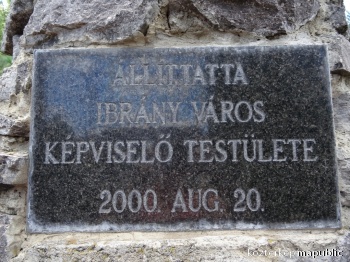 ÁLLÍTTATTA
IBRÁNY VÁROS
KÉPVISELŐ TESTÜLETE
2000 AUG. 20.